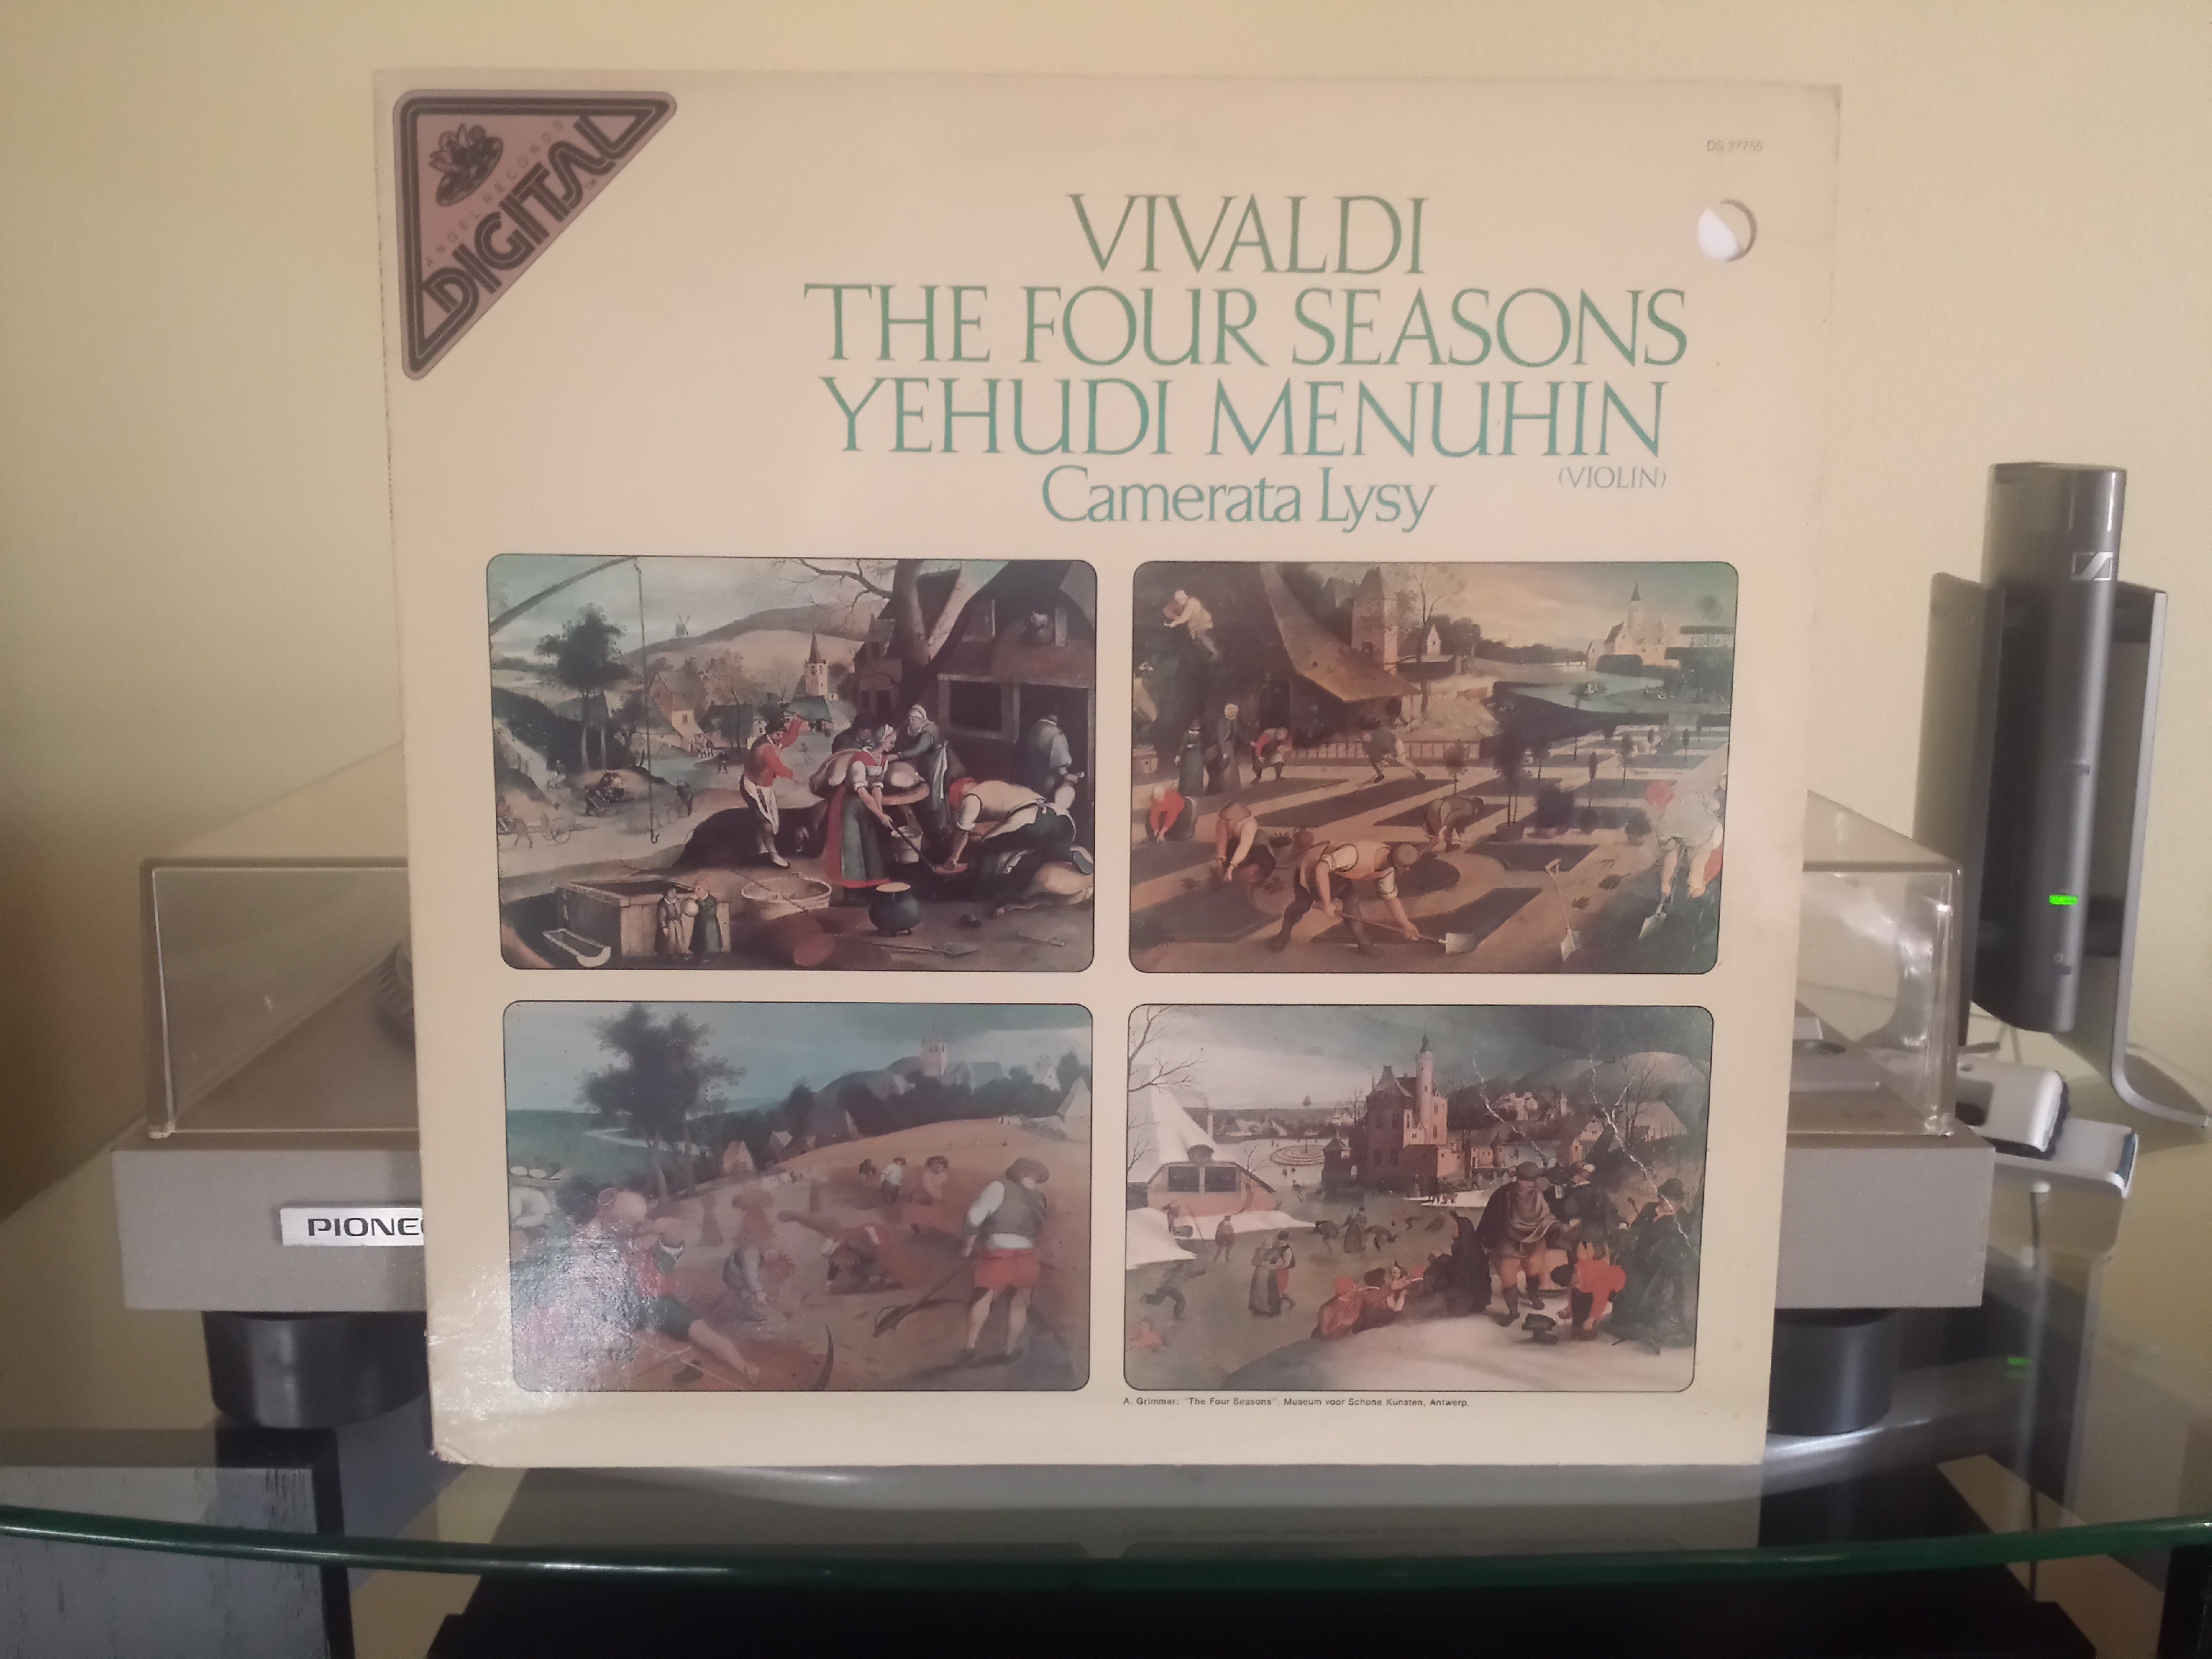 ANGEL RECORDS
DIGITAL
DS-37755
VIVALDI
THE FOUR SEASONS
YEHUDI MENUHIN
(VIOLIN)
Camerata Lysy
PIONE
A. Grimmer; "The Four Seasons". Museum voor Schone Kunsten, Antwerp.